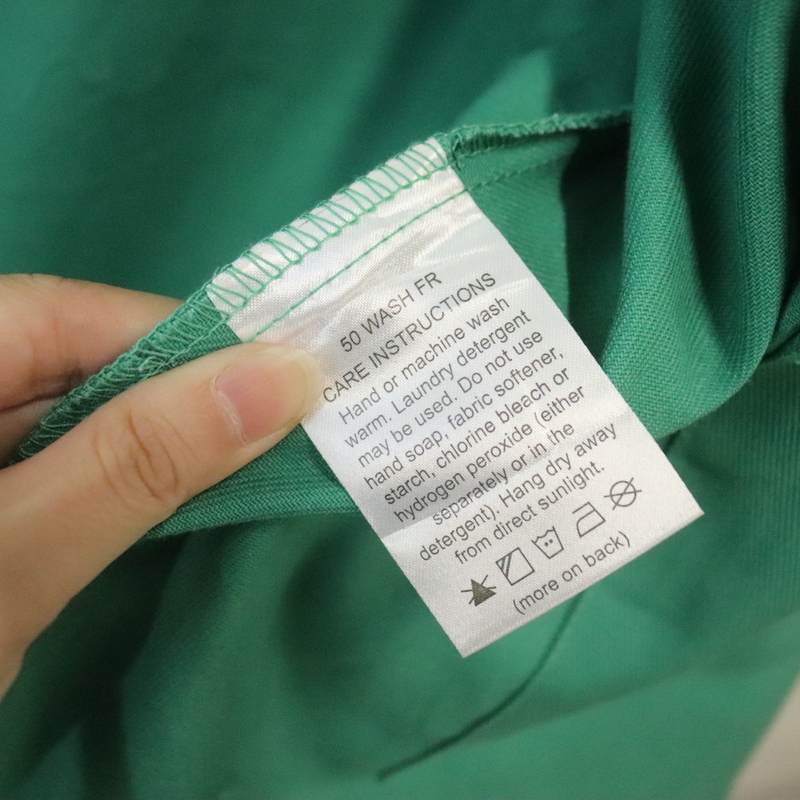 50 WASH FR
CARE INSTRUCTIONS
Hand or machine wash
warm. Laundry detergent
may be used. Do not use
hand soap, fabric softener,
starch, chlorine bleach or
hydrogen peroxide (either
separately or in the
detergent). Hang dry away
from direct sunlight.
(more on back)